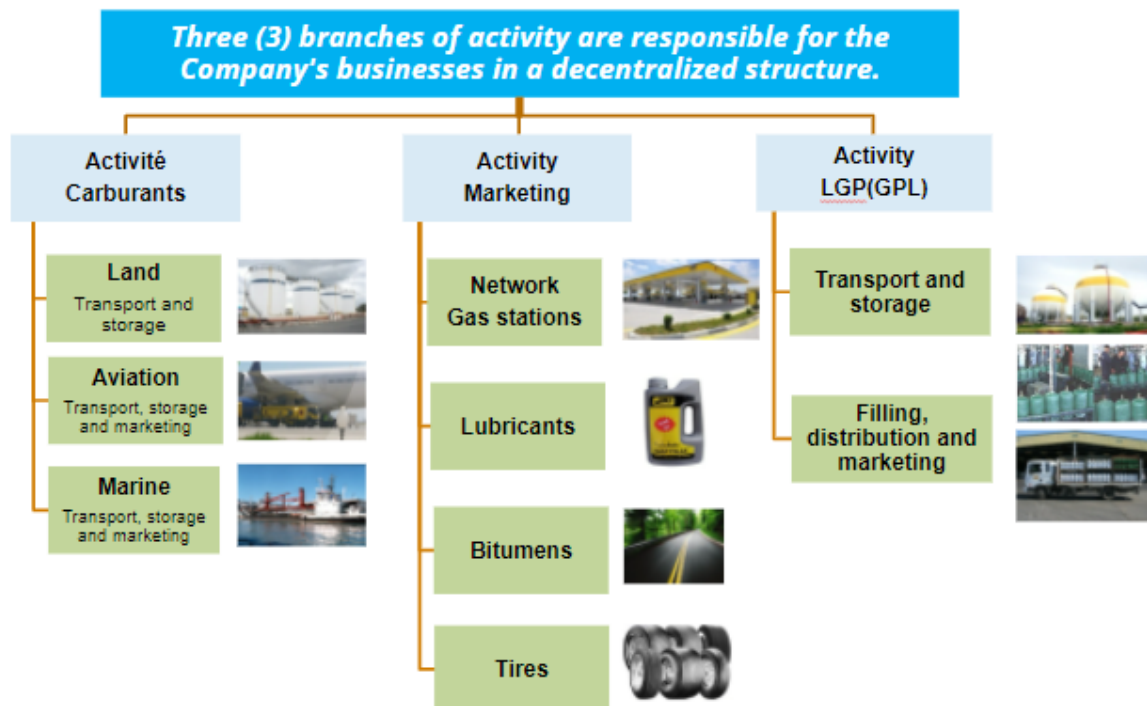 Three (3) branches of activity are responsible for the
Company's businesses in a decentralized structure.
Activité
Carburants
Land
Transport and
storage
Aviation
Transport, storage
and marketing
Marine
Transport, storage
and marketing
Activity
Marketing
Network
Gas stations
Lubricants
Bitumens
Tires
Activity
LGP(GPL)
Transport and
storage
Filling,
distribution and
marketing